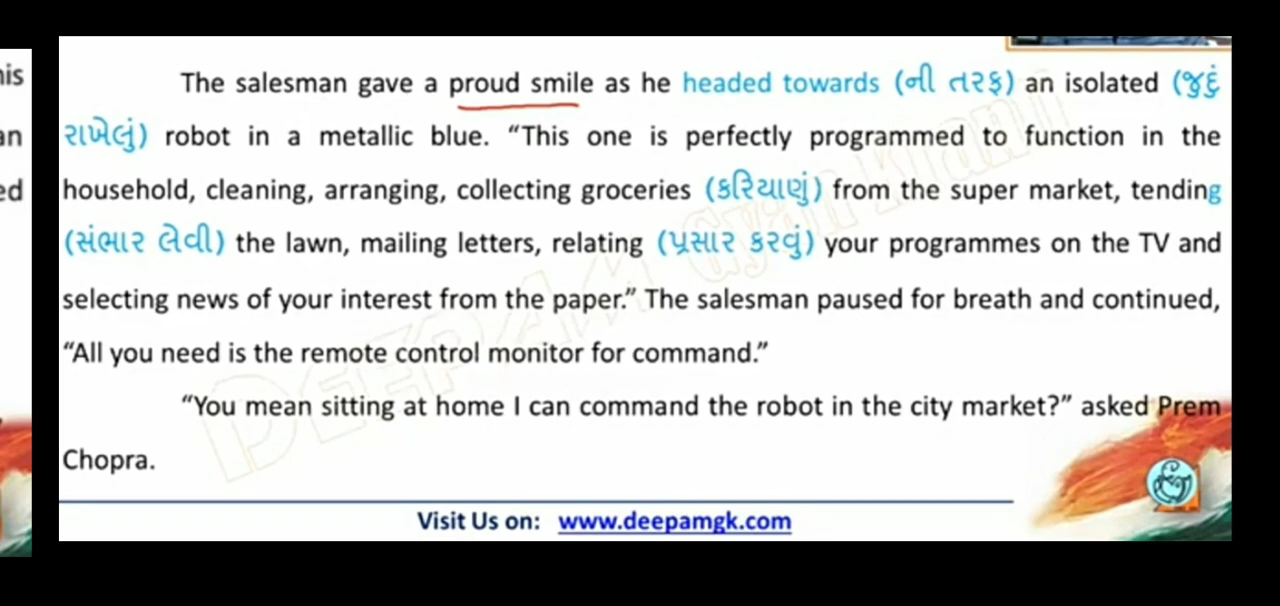 The salesman gave a proud smile as he headed towards (ની તરફ) an isolated (જુદું
રાખેલું) robot in a metallic blue. “This one is perfectly programmed to function in the
household, cleaning, arranging, collecting groceries (કરિયાણું) from the super market, tending
(સંભાર લેવી) the lawn, mailing letters, relating (પ્રસાર કરવું) your programmes on the TV and
selecting news of your interest from the paper.” The salesman paused for breath and continued,
“All you need is the remote control monitor for command.”
“You mean sitting at home I can command the robot in the city market?” asked Prem
Chopra.
Visit Us on: www.deepamgk.com